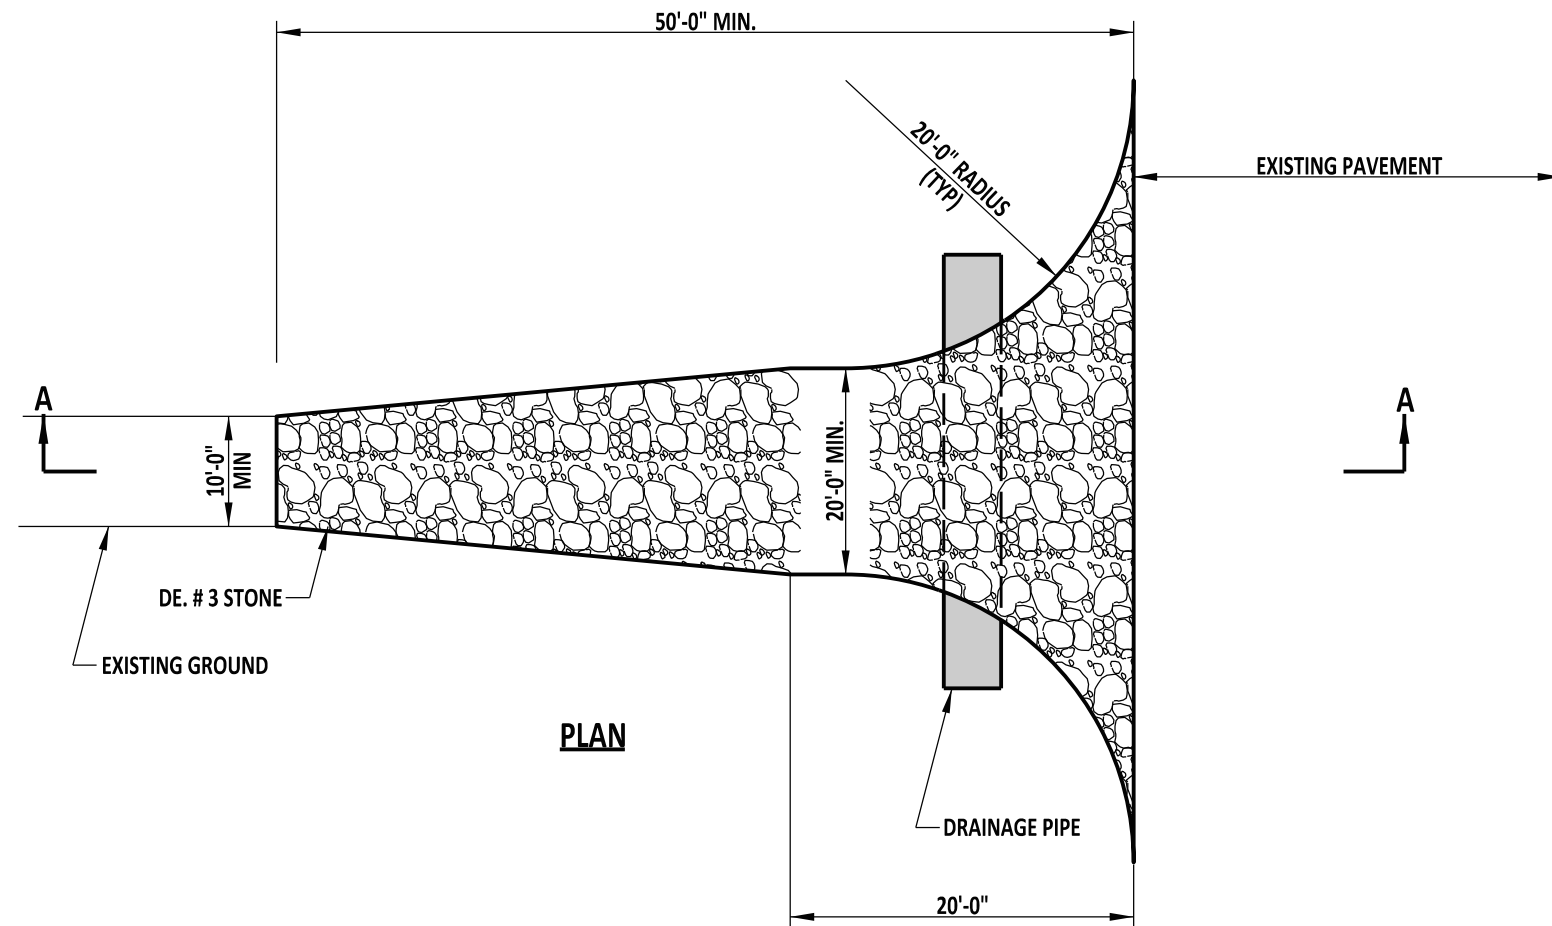 50'-0" MIN.
20'-0" RADIUS
(TYP)
EXISTING PAVEMENT
A
A
10'-0"
MIN
20'-0" MIN.
DE. # 3 STONE
EXISTING GROUND
PLAN
DRAINAGE PIPE
20'-0"